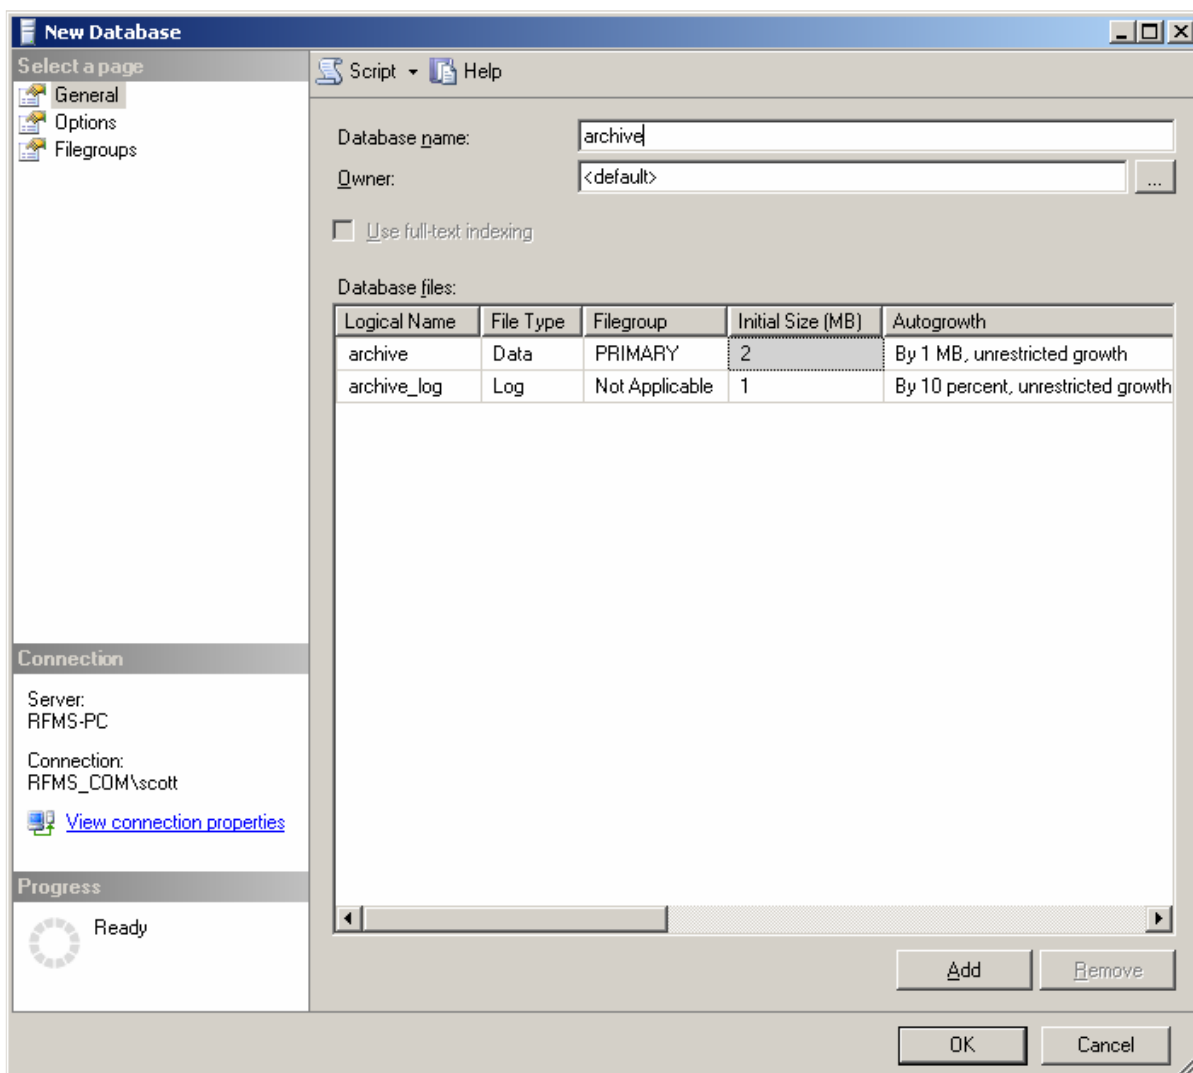 New Database
Select a page
General
Options
Filegroups
Script Help
Database name: archive
Owner: <default> ...
Use full-text indexing
Database files:
Logical Name File Type Filegroup Initial Size (MB) Autogrowth
archive Data PRIMARY 2 By 1 MB, unrestricted growth
archive_log Log Not Applicable 1 By 10 percent, unrestricted growth
Connection
Server:
RFMS-PC
Connection:
RFMS_COM\scott
View connection properties
Progress
Ready
Add Remove
OK Cancel